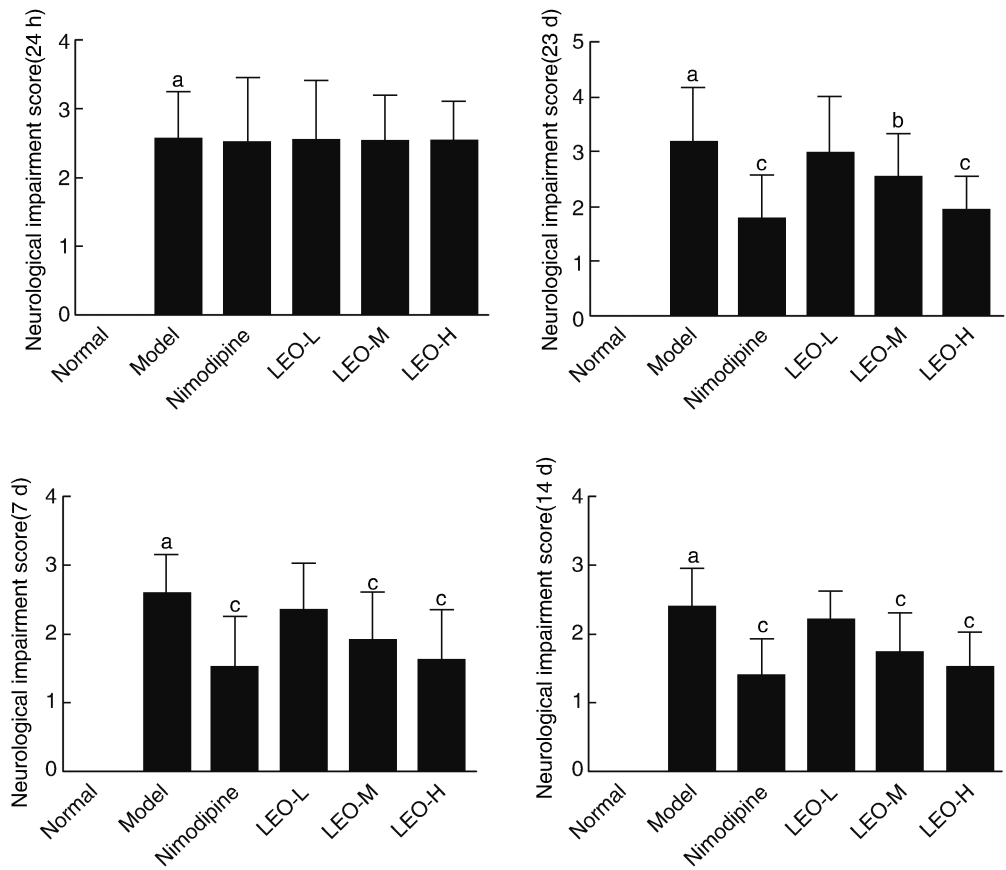 Neurological impairment score(24 h)
4
3
2
1
0
a
Normal
Model
Nimodipine
LEO-L
LEO-M
LEO-H
Neurological impairment score(23 d)
5
4
3
2
1
0
a
c
b
c
Normal
Model
Nimodipine
LEO-L
LEO-M
LEO-H
Neurological impairment score(7 d)
4
3
2
1
0
a
c
c
c
Normal
Model
Nimodipine
LEO-L
LEO-M
LEO-H
Neurological impairment score(14 d)
4
3
2
1
0
a
c
c
c
Normal
Model
Nimodipine
LEO-L
LEO-M
LEO-H